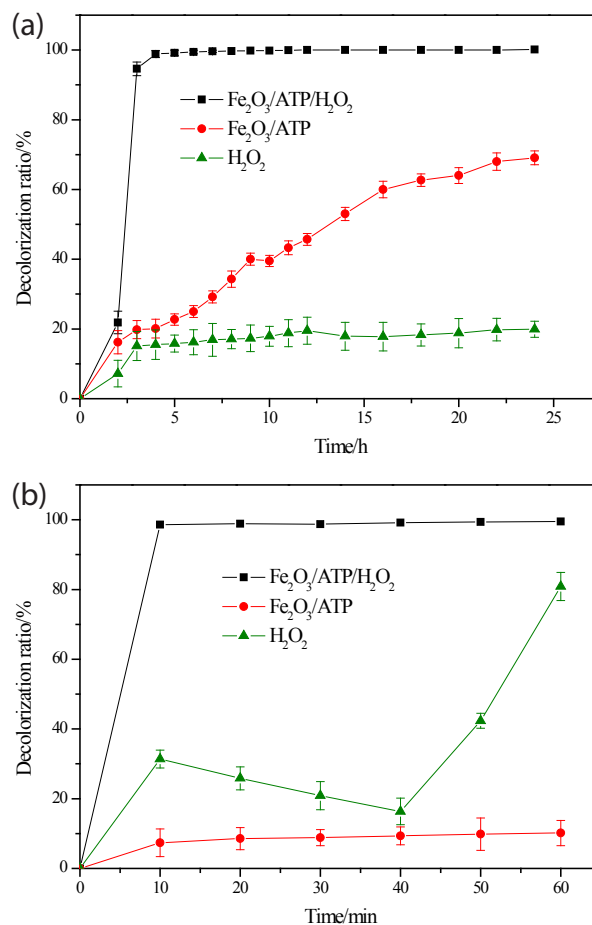 (a)
100
80
60
40
20
0
Decolorization ratio/%
Fe₂O₃/ATP/H₂O₂
Fe₂O₃/ATP
H₂O₂
0 5 10 15 20 25
Time/h
(b)
100
80
60
40
20
0
Decolorization ratio/%
Fe₂O₃/ATP/H₂O₂
Fe₂O₃/ATP
H₂O₂
0 10 20 30 40 50 60
Time/min